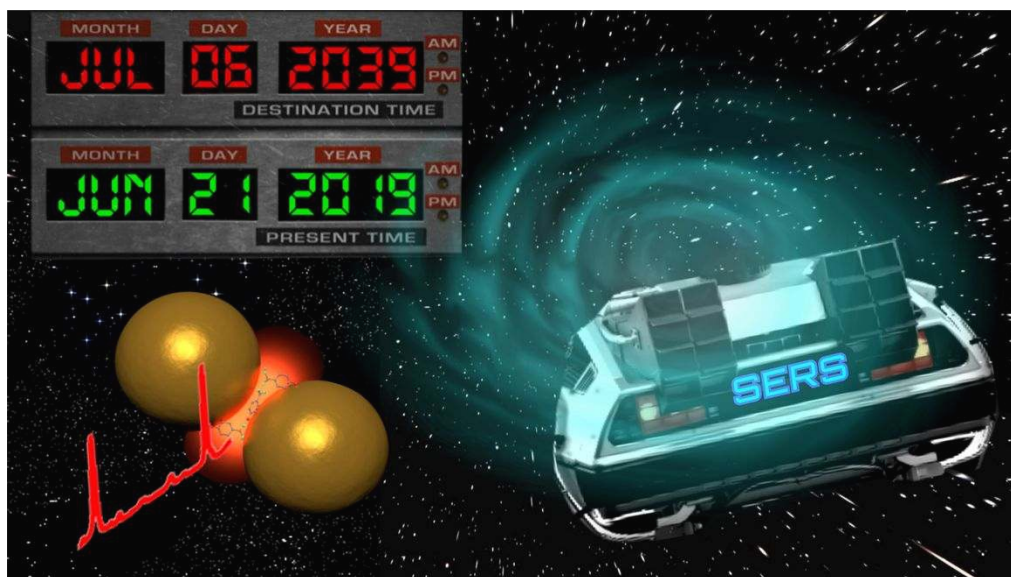 MONTH DAY YEAR AM
JUL 06 2039 PM
DESTINATION TIME
MONTH DAY YEAR AM
JUN 21 2019 PM
PRESENT TIME
SERS